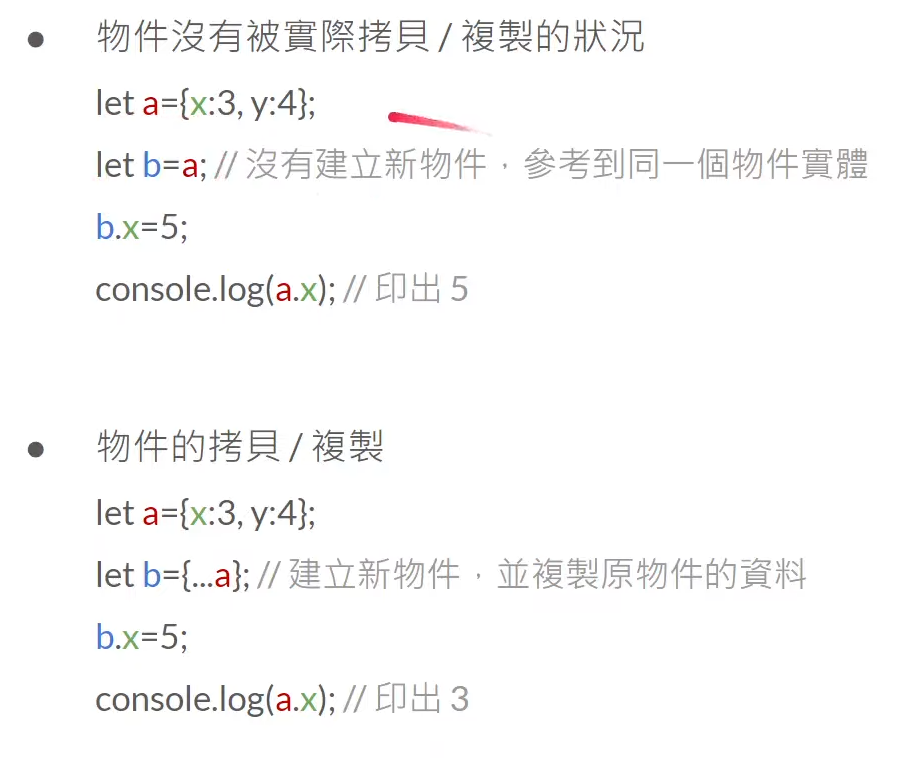 ● 物件沒有被實際拷貝 / 複製的狀況
let a={x:3, y:4};
let b=a; // 沒有建立新物件，參考到同一個物件實體
b.x=5;
console.log(a.x); // 印出 5
● 物件的拷貝 / 複製
let a={x:3, y:4};
let b={...a}; // 建立新物件，並複製原物件的資料
b.x=5;
console.log(a.x); // 印出 3